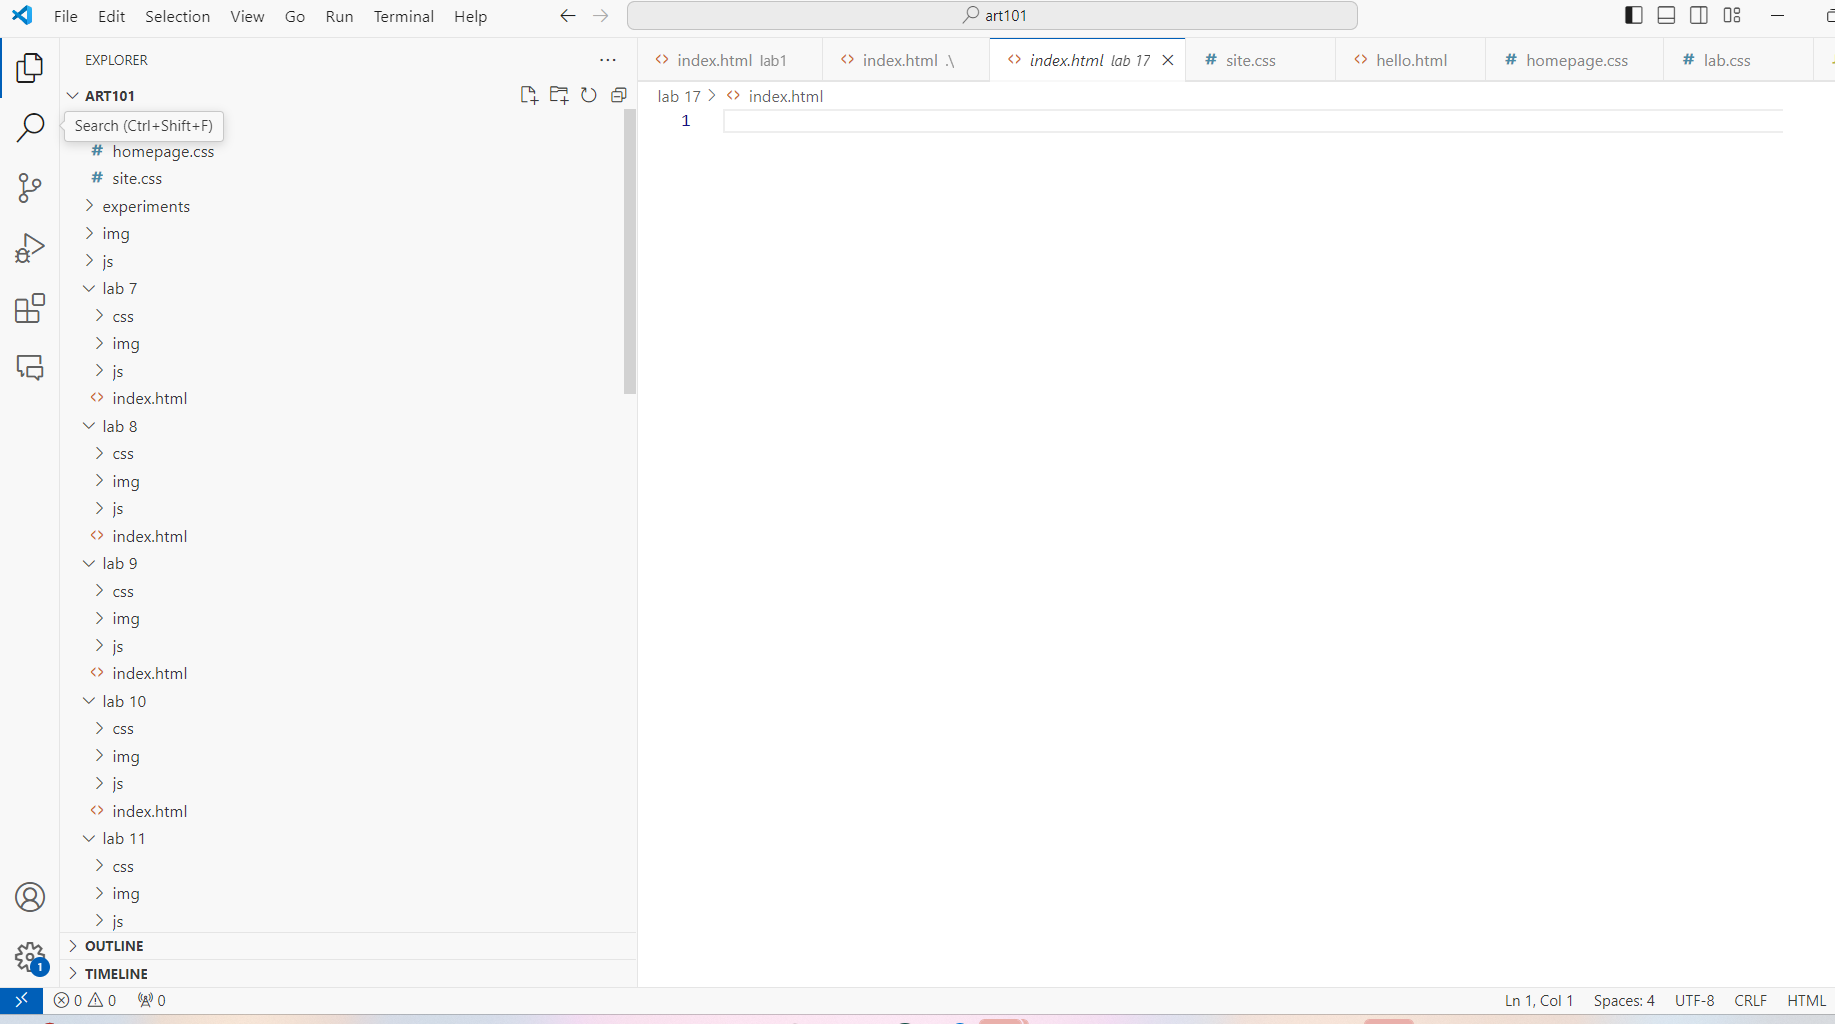 File Edit Selection View Go Run Terminal Help
art101
EXPLORER
ART101
Search (Ctrl+Shift+F)
homepage.css
site.css
experiments
img
js
lab 7
css
img
js
index.html
lab 8
css
img
js
index.html
lab 9
css
img
js
index.html
lab 10
css
img
js
index.html
lab 11
css
img
js
OUTLINE
TIMELINE
index.html lab1
index.html .\
index.html lab 17
site.css
hello.html
homepage.css
lab.css
lab 17 > index.html
1
1
0 0 0
Ln 1, Col 1 Spaces: 4 UTF-8 CRLF HTML